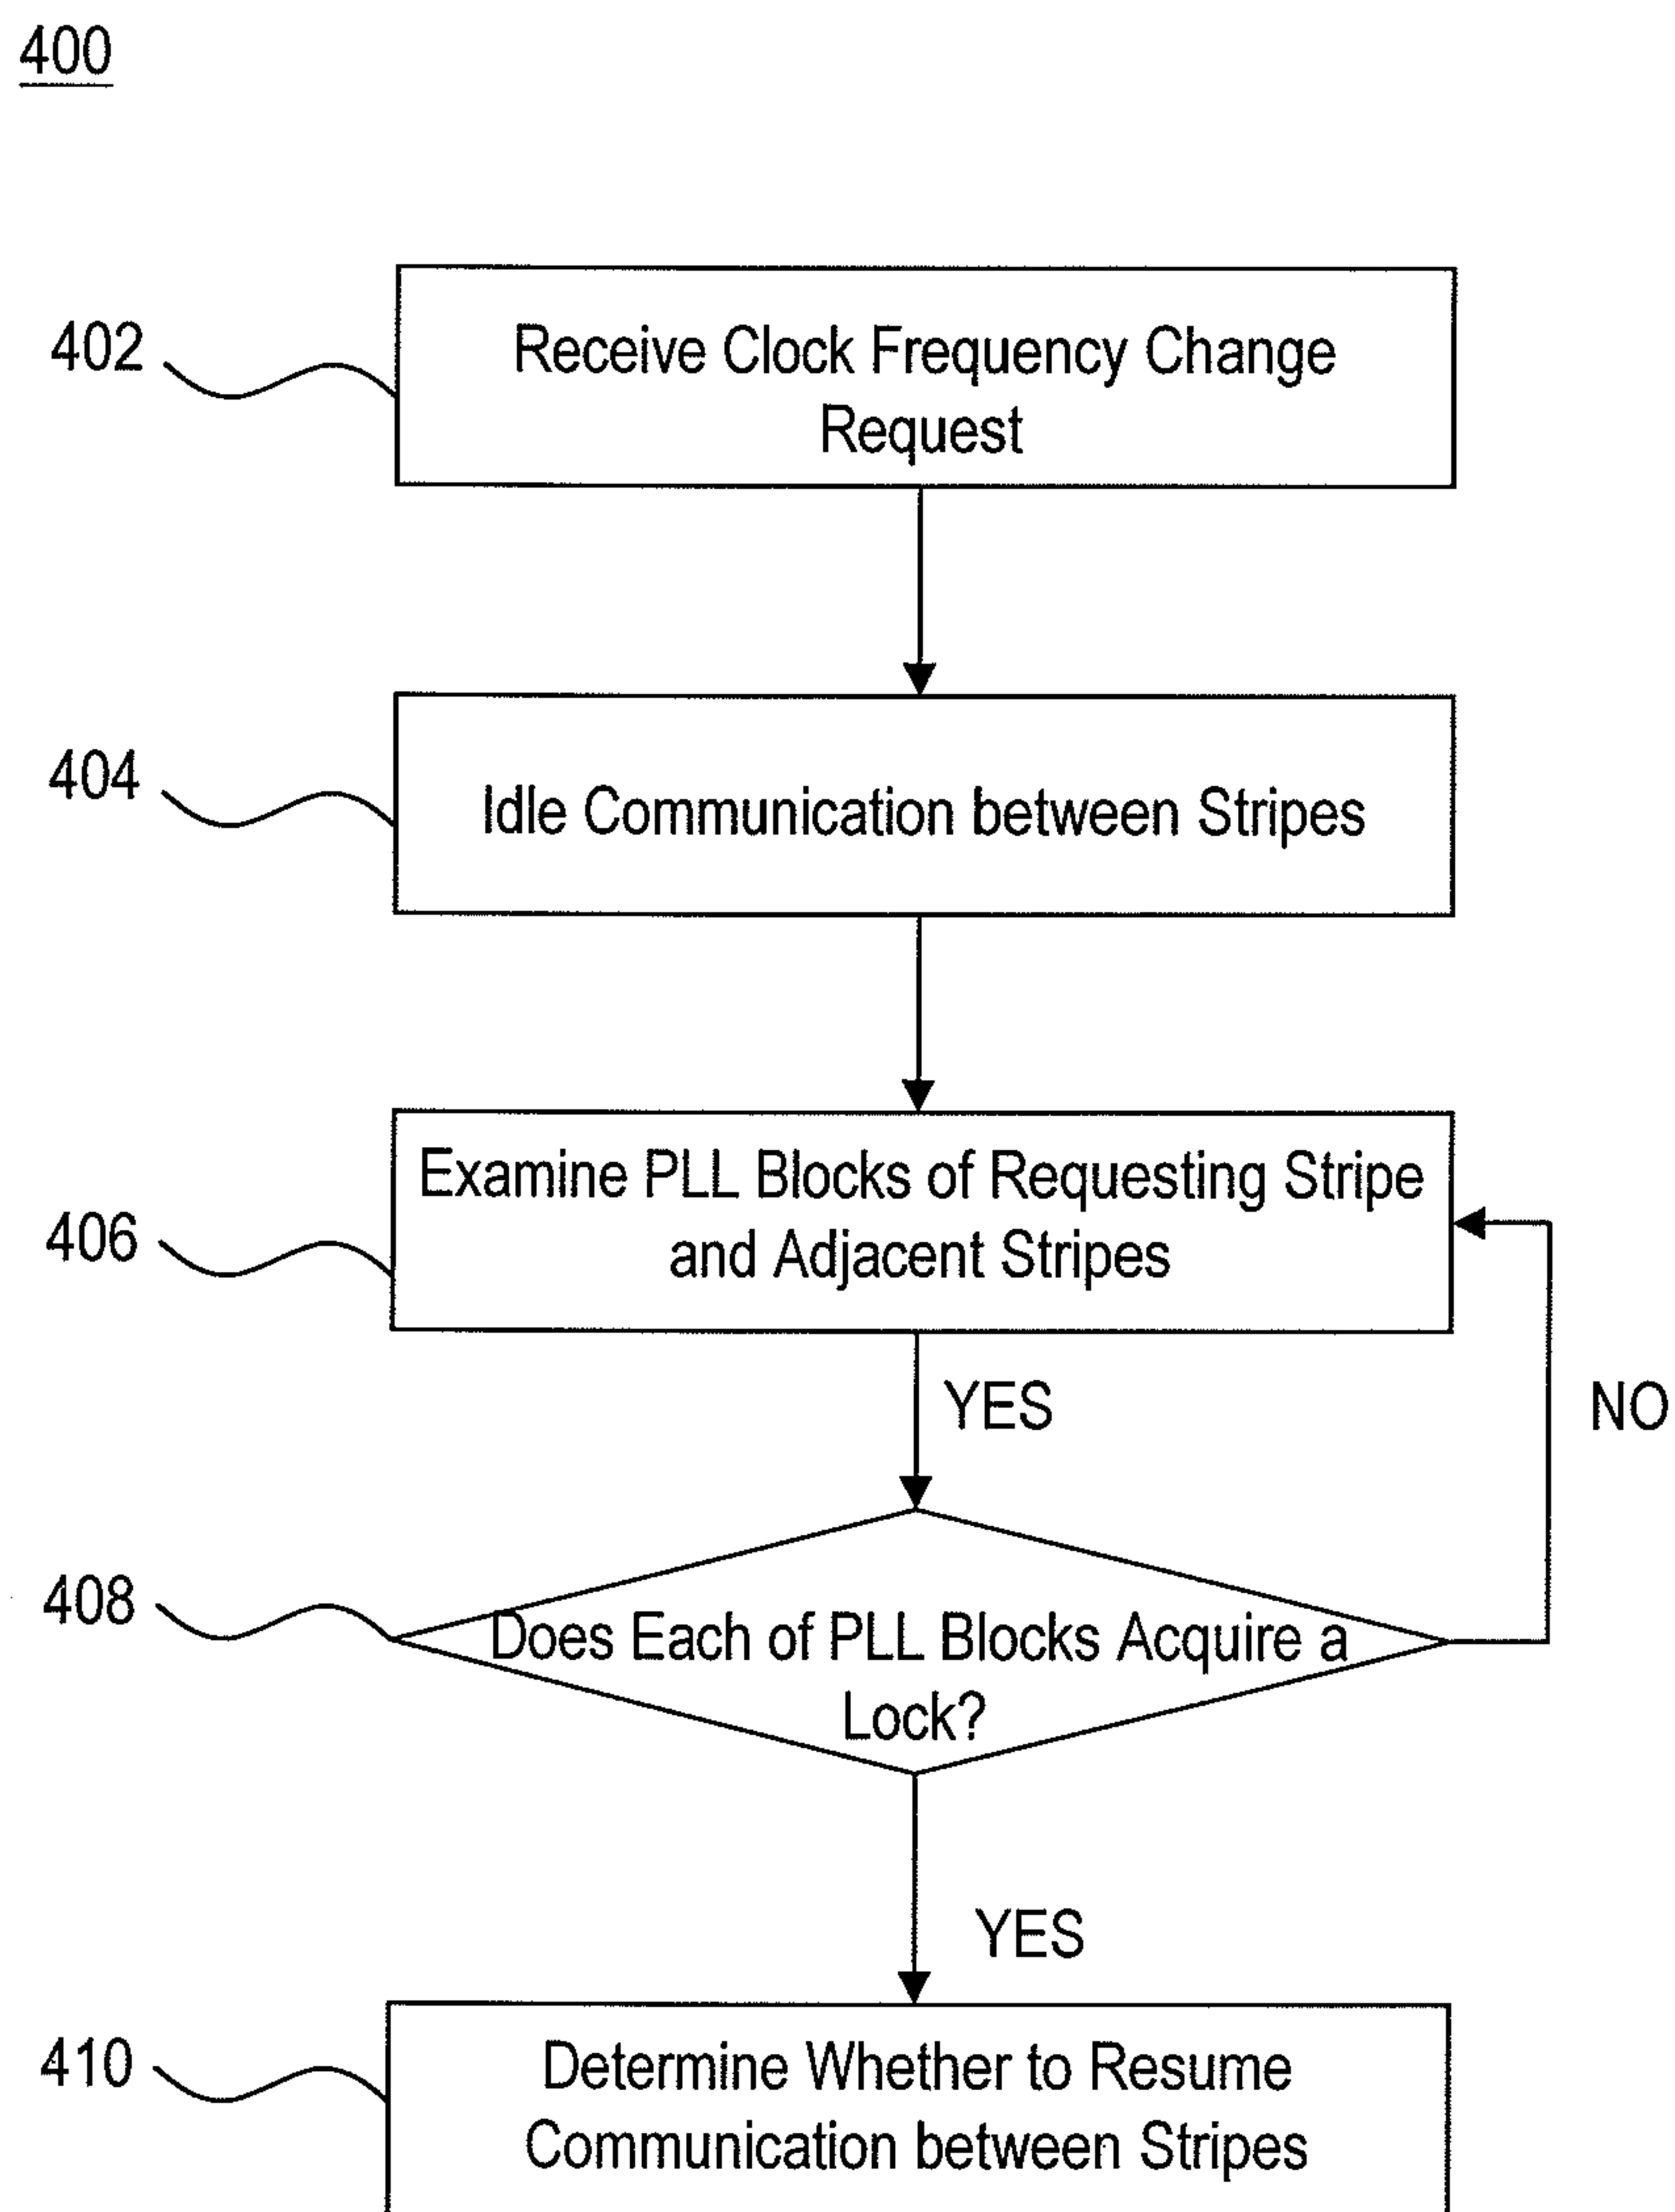 400
402
Receive Clock Frequency Change
Request
404
Idle Communication between Stripes
406
Examine PLL Blocks of Requesting Stripe
and Adjacent Stripes
YES
NO
408
Does Each of PLL Blocks Acquire a
Lock?
YES
410
Determine Whether to Resume
Communication between Stripes